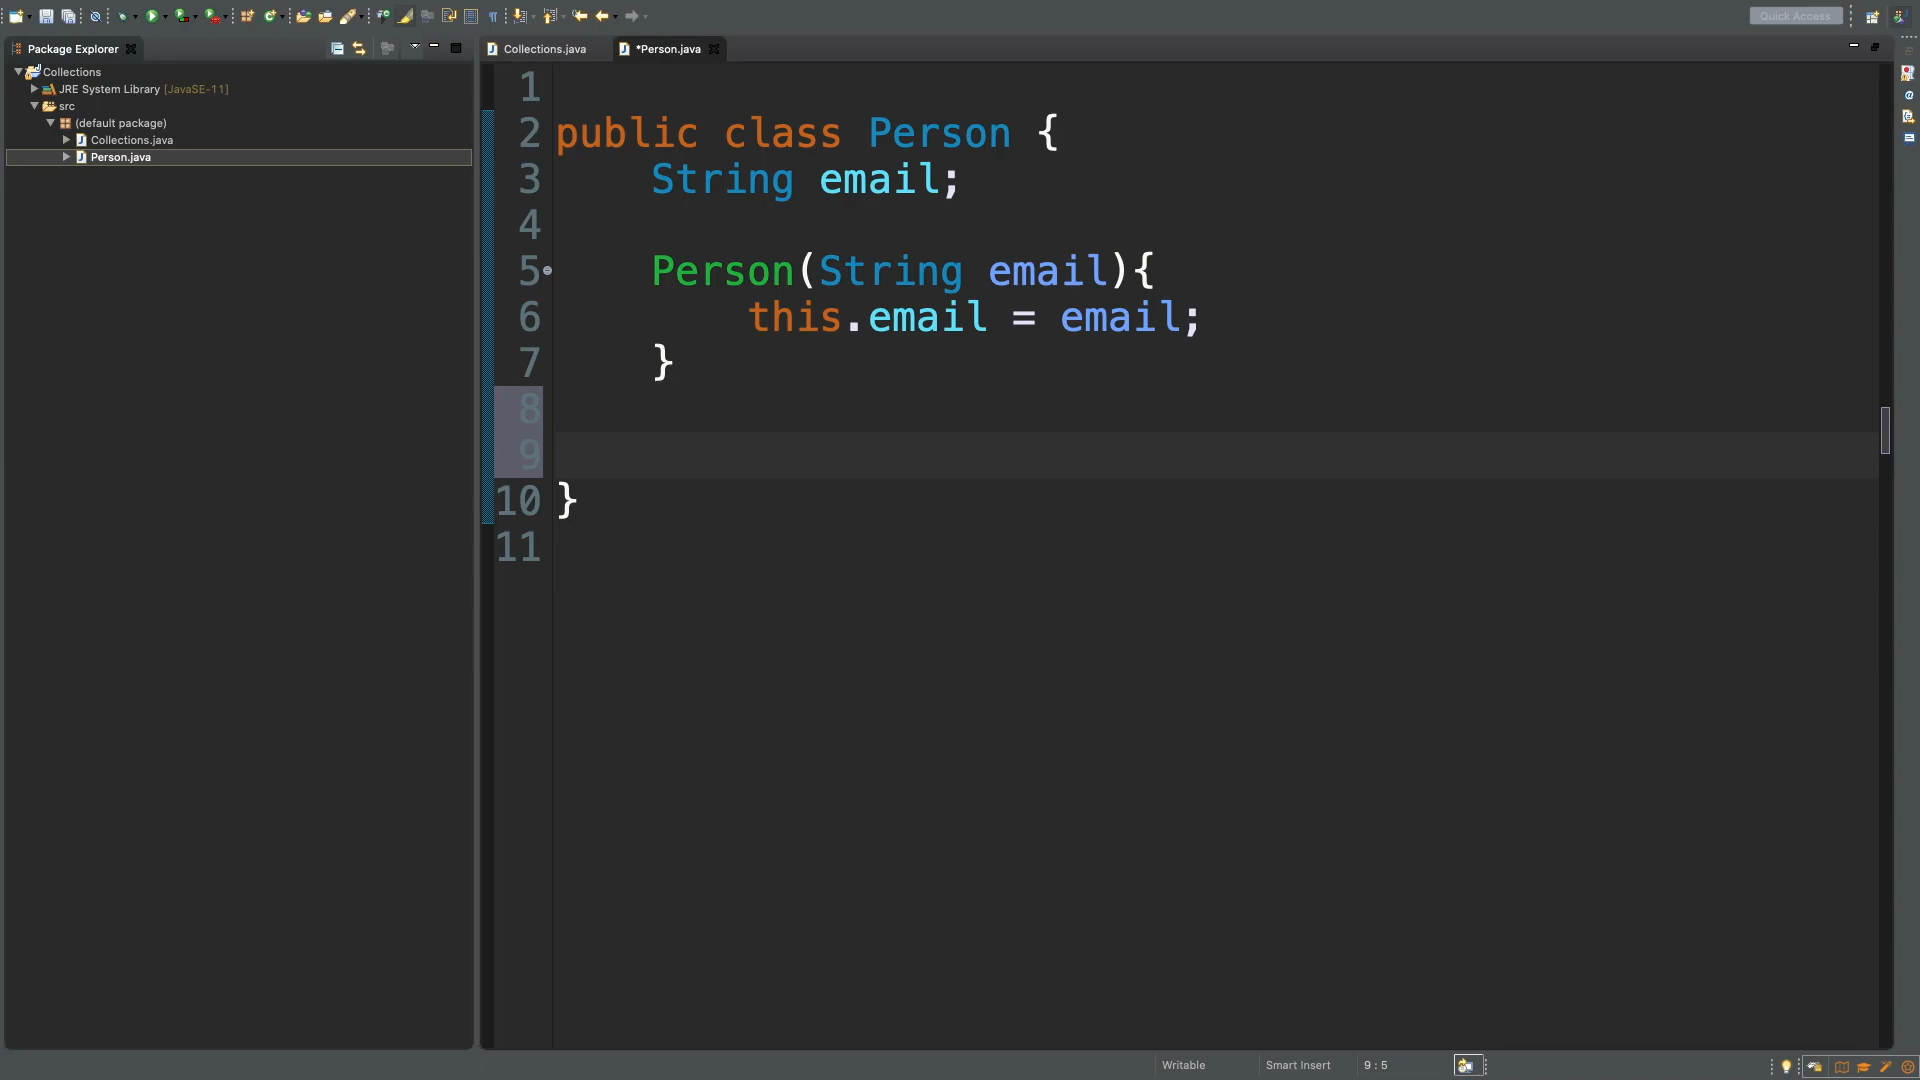 Quick Access
Package Explorer
Collections
JRE System Library [JavaSE-11]
src
(default package)
Collections.java
Person.java
Collections.java
*Person.java
1
2 public class Person {
3 String email;
4
5 Person(String email){
6 this.email = email;
7 }
8
9
10 }
11
Writable
Smart Insert
9 : 5